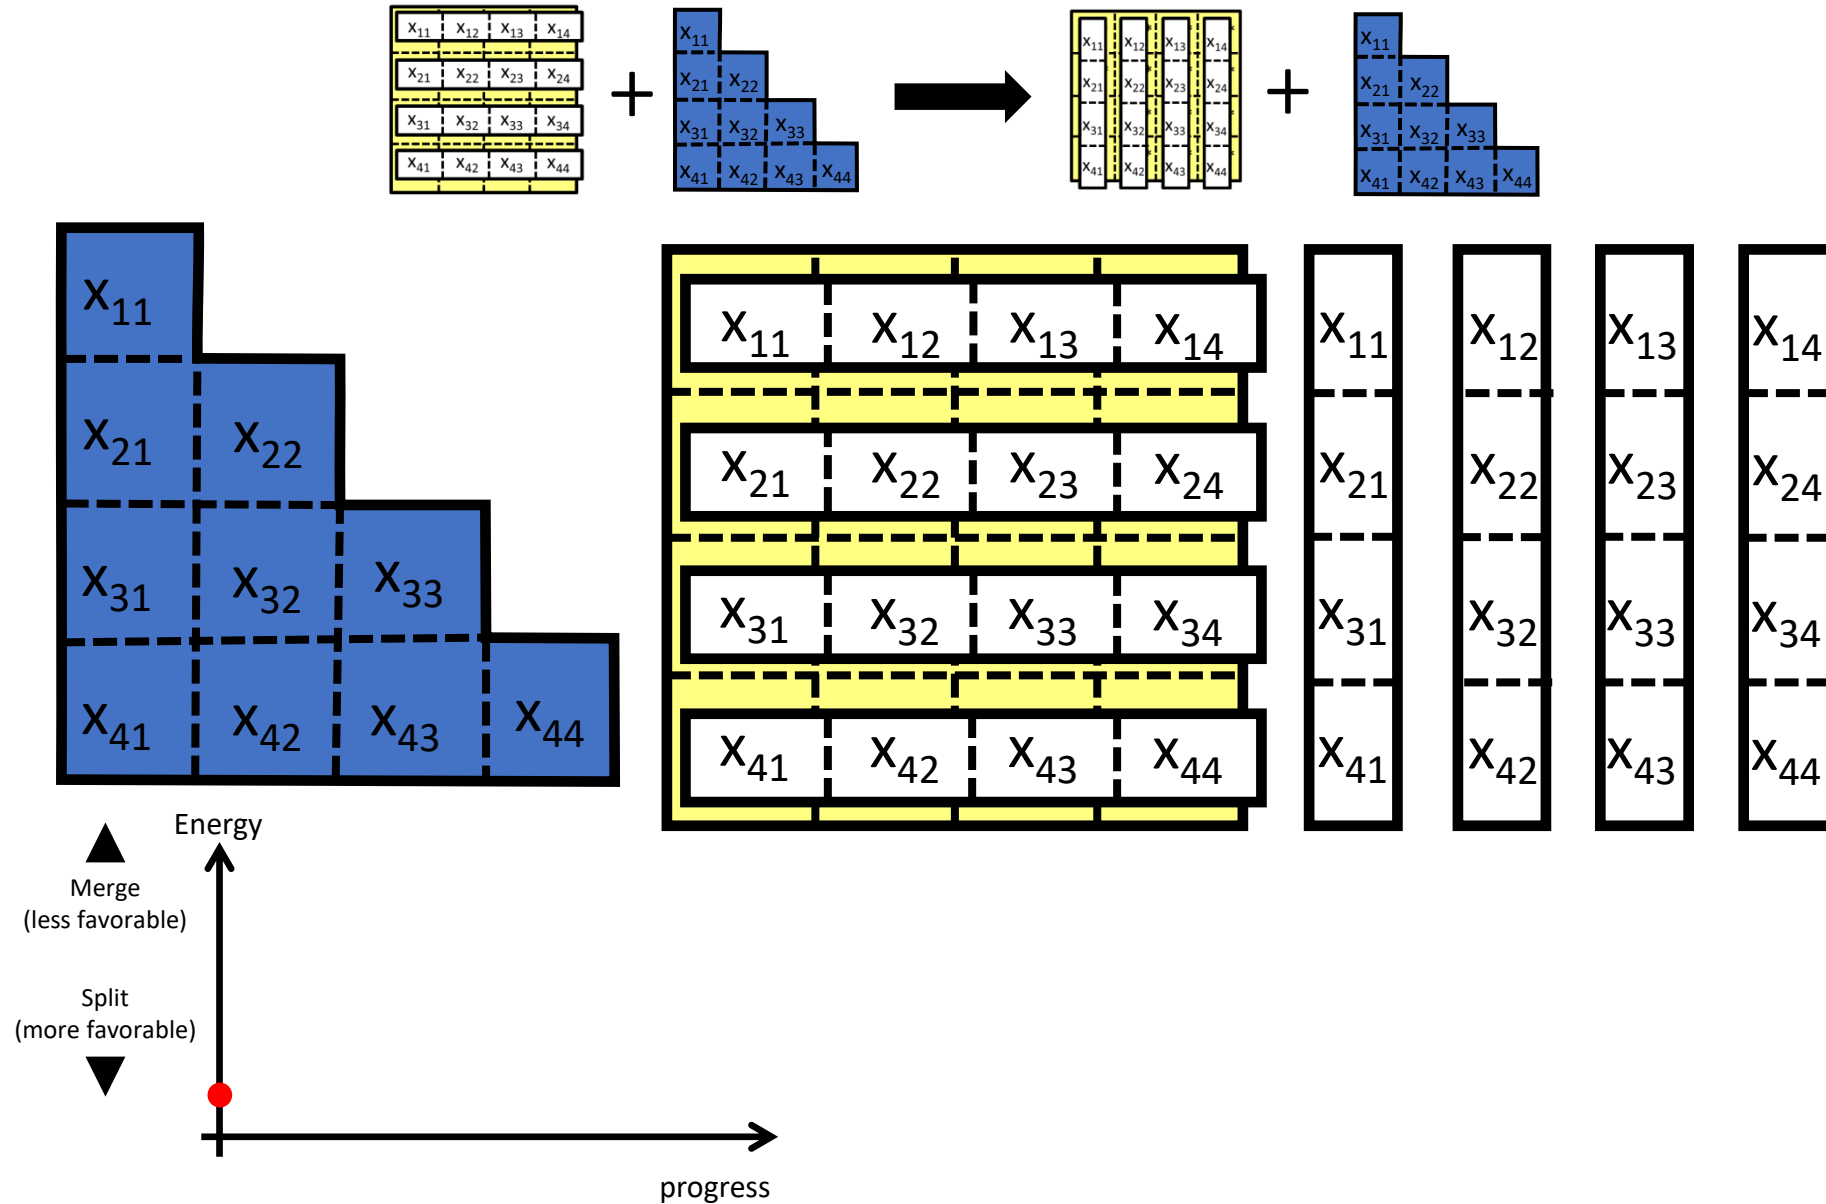 x11 x12 x13 x14
x21 x22 x23 x24
x31 x32 x33 x34
x41 x42 x43 x44
+
x11
x21 x22
x31 x32 x33
x41 x42 x43 x44
x11 x12* x13* x14*
x21* x22* x23* x24*
x31 x32* x33* x34*
x41 x42* x43* x44*
+
x11
x21 x22
x31 x32 x33
x41 x42 x43 x44
x11
x21 x22
x31 x32 x33
x41 x42 x43 x44
x11 x12 x13 x14
x21 x22 x23 x24
x31 x32 x33 x34
x41 x42 x43 x44
x11 x12 x13 x14
x21 x22 x23 x24
x31 x32 x33 x34
x41 x42 x43 x44
Energy
Merge
(less favorable)
Split
(more favorable)
progress